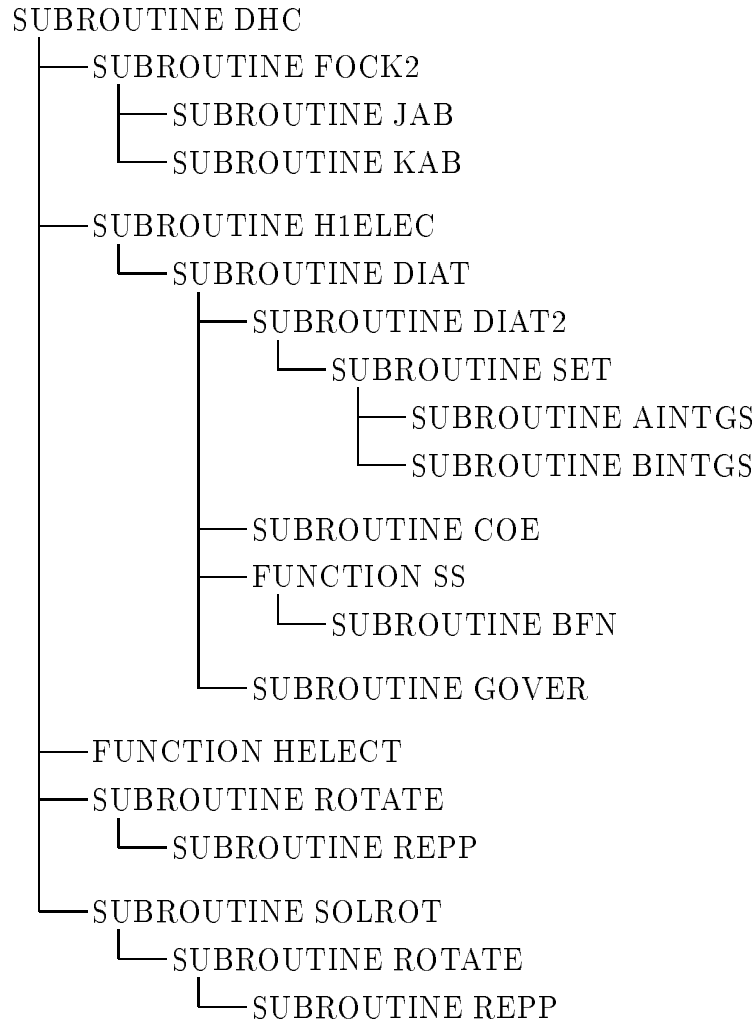 SUBROUTINE DHC
SUBROUTINE FOCK2
SUBROUTINE JAB
SUBROUTINE KAB
SUBROUTINE H1ELEC
SUBROUTINE DIAT
SUBROUTINE DIAT2
SUBROUTINE SET
SUBROUTINE AINTGS
SUBROUTINE BINTGS
SUBROUTINE COE
FUNCTION SS
SUBROUTINE BFN
SUBROUTINE GOVER
FUNCTION HELECT
SUBROUTINE ROTATE
SUBROUTINE REPP
SUBROUTINE SOLROT
SUBROUTINE ROTATE
SUBROUTINE REPP